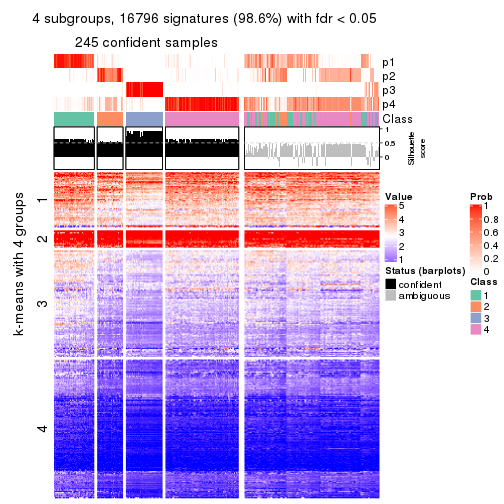 4 subgroups, 16796 signatures (98.6%) with fdr < 0.05
245 confident samples
p1
p2
p3
p4
Class
1
0.5
0
Silhouette
score
k-means with 4 groups
1
2
3
4
Value
5
4
3
2
1
Status (barplots)
confident
ambiguous
Prob
1
0.8
0.6
0.4
0.2
0
Class
1
2
3
4